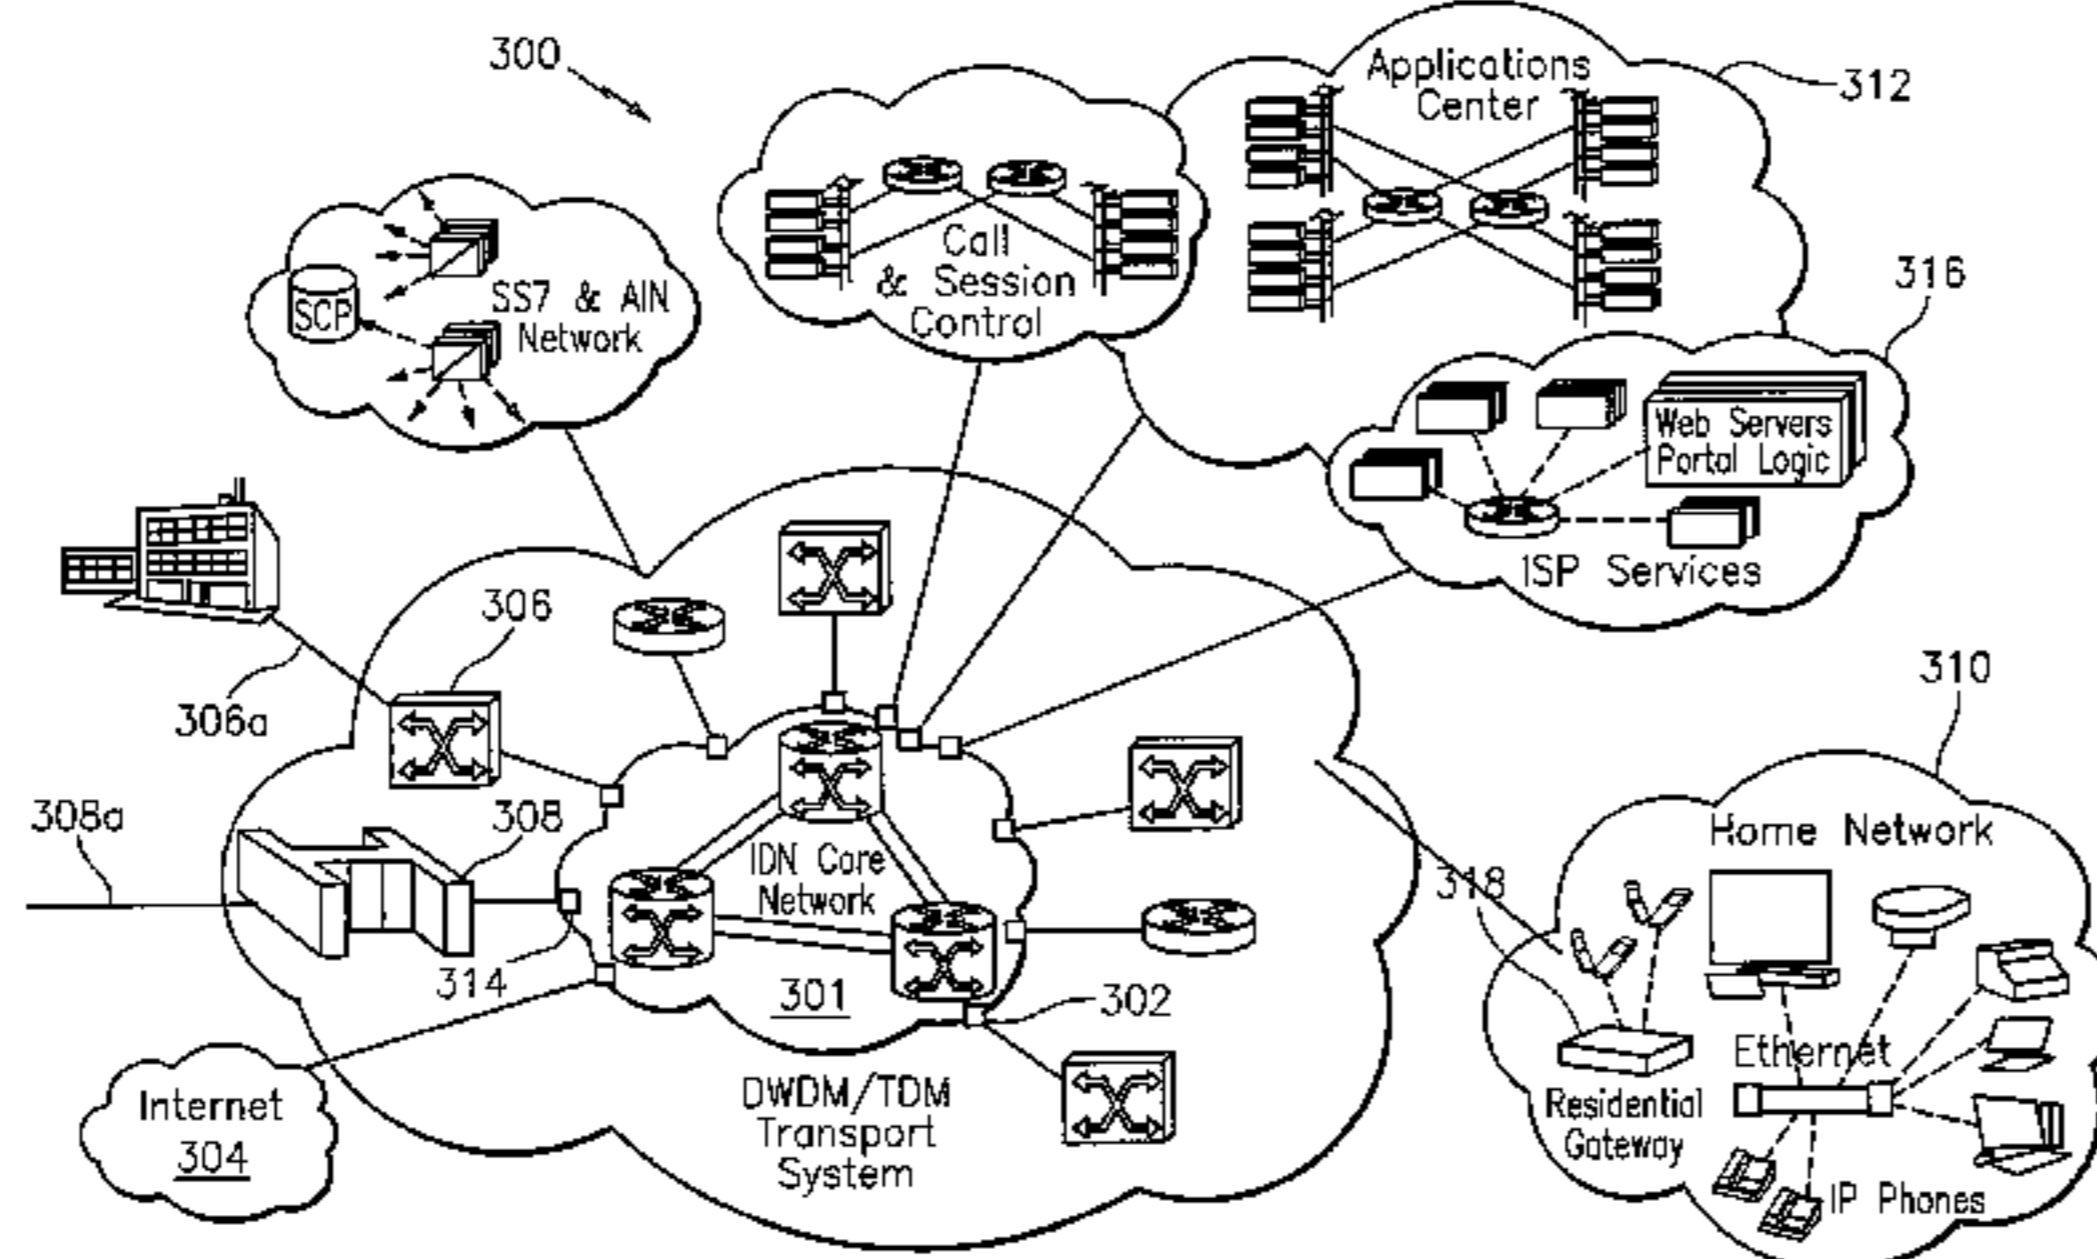 300
Applications
Center
312
Call
& Session
Control
SCP
SS7 & AIN
Network
316
Web Servers
Portal Logic
ISP Services
306
306a
310
308a
308
IDN Core
Network
314
301
302
318
Home Network
Ethernet
Residential
Gateway
IP Phones
DWDM/TDM
Transport
System
Internet
304